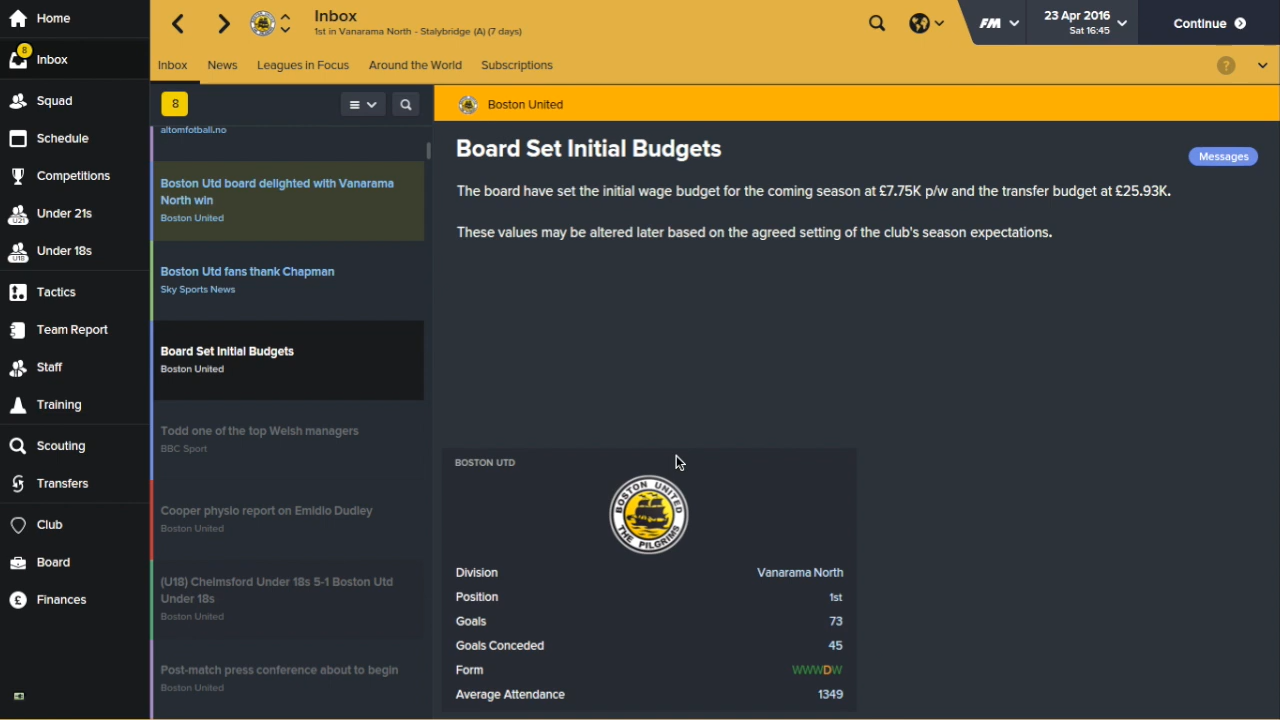 Home
8
Inbox
Squad
Schedule
Competitions
U21
Under 21s
U18
Under 18s
Tactics
Team Report
Staff
Training
Scouting
Transfers
Club
Board
£
Finances
Inbox
1st in Vanarama North - Stalybridge (A) (7 days)
FM
23 Apr 2016
Sat 16:45
Continue
Inbox
News
Leagues in Focus
Around the World
Subscriptions
?
8
altomfotball.no
Boston Utd board delighted with Vanarama
North win
Boston United
Boston Utd fans thank Chapman
Sky Sports News
Board Set Initial Budgets
Boston United
Todd one of the top Welsh managers
BBC Sport
Cooper physio report on Emidio Dudley
Boston United
(U18) Chelmsford Under 18s 5-1 Boston Utd
Under 18s
Boston United
Post-match press conference about to begin
Boston United
Boston United
Board Set Initial Budgets
Messages
The board have set the initial wage budget for the coming season at £7.75K p/w and the transfer budget at £25.93K.
These values may be altered later based on the agreed setting of the club's season expectations.
BOSTON UTD
BOSTON UNITED
THE PILGRIMS
Division Vanarama North
Position 1st
Goals 73
Goals Conceded 45
Form WWWDW
Average Attendance 1349